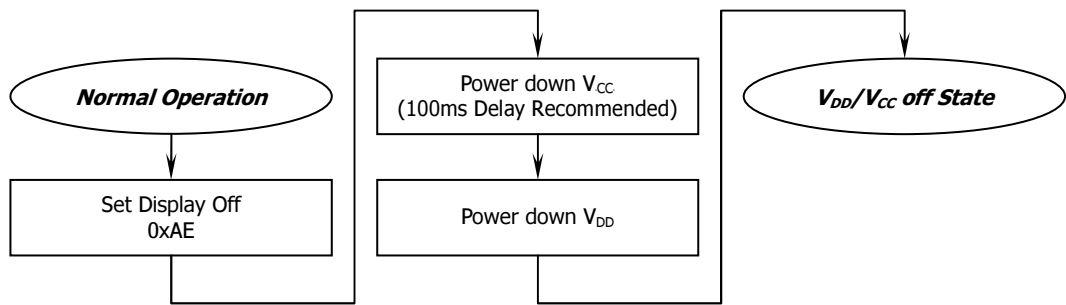 Normal Operation
Set Display Off
0xAE
Power down VCC
(100ms Delay Recommended)
Power down VDD
VDD/VCC off State